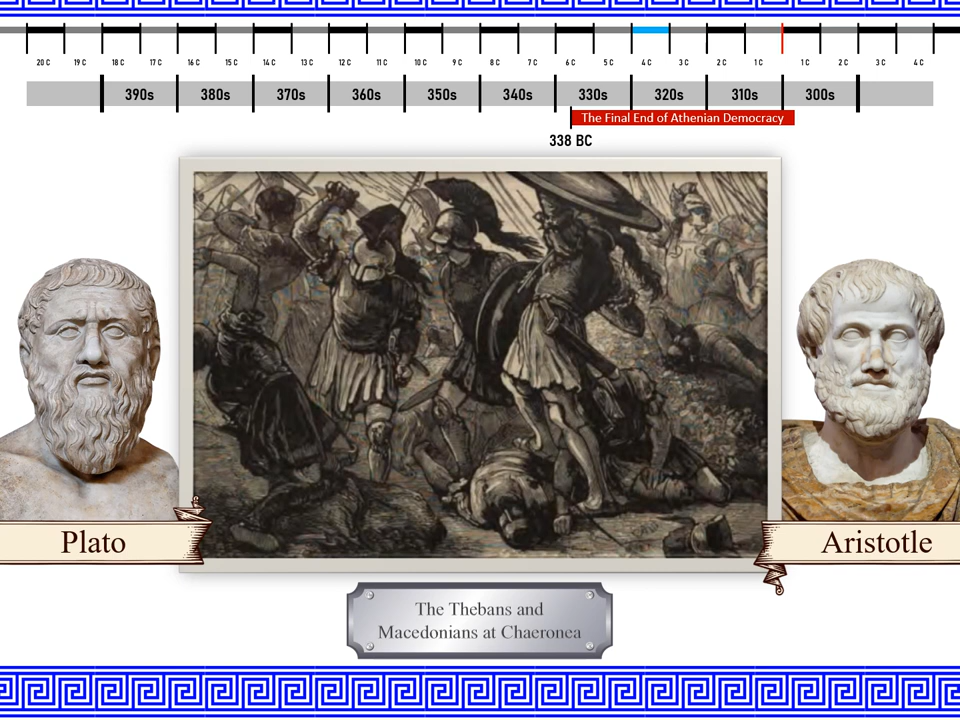 20 C 19 C 18 C 17 C 16 C 15 C 14 C 13 C 12 C 11 C 10 C 9 C 8 C 7 C 6 C 5 C 4 C 3 C 2 C 1 C 1 C 2 C 3 C 4 C
390s 380s 370s 360s 350s 340s 330s 320s 310s 300s
The Final End of Athenian Democracy
338 BC
Plato
Aristotle
The Thebans and
Macedonians at Chaeronea